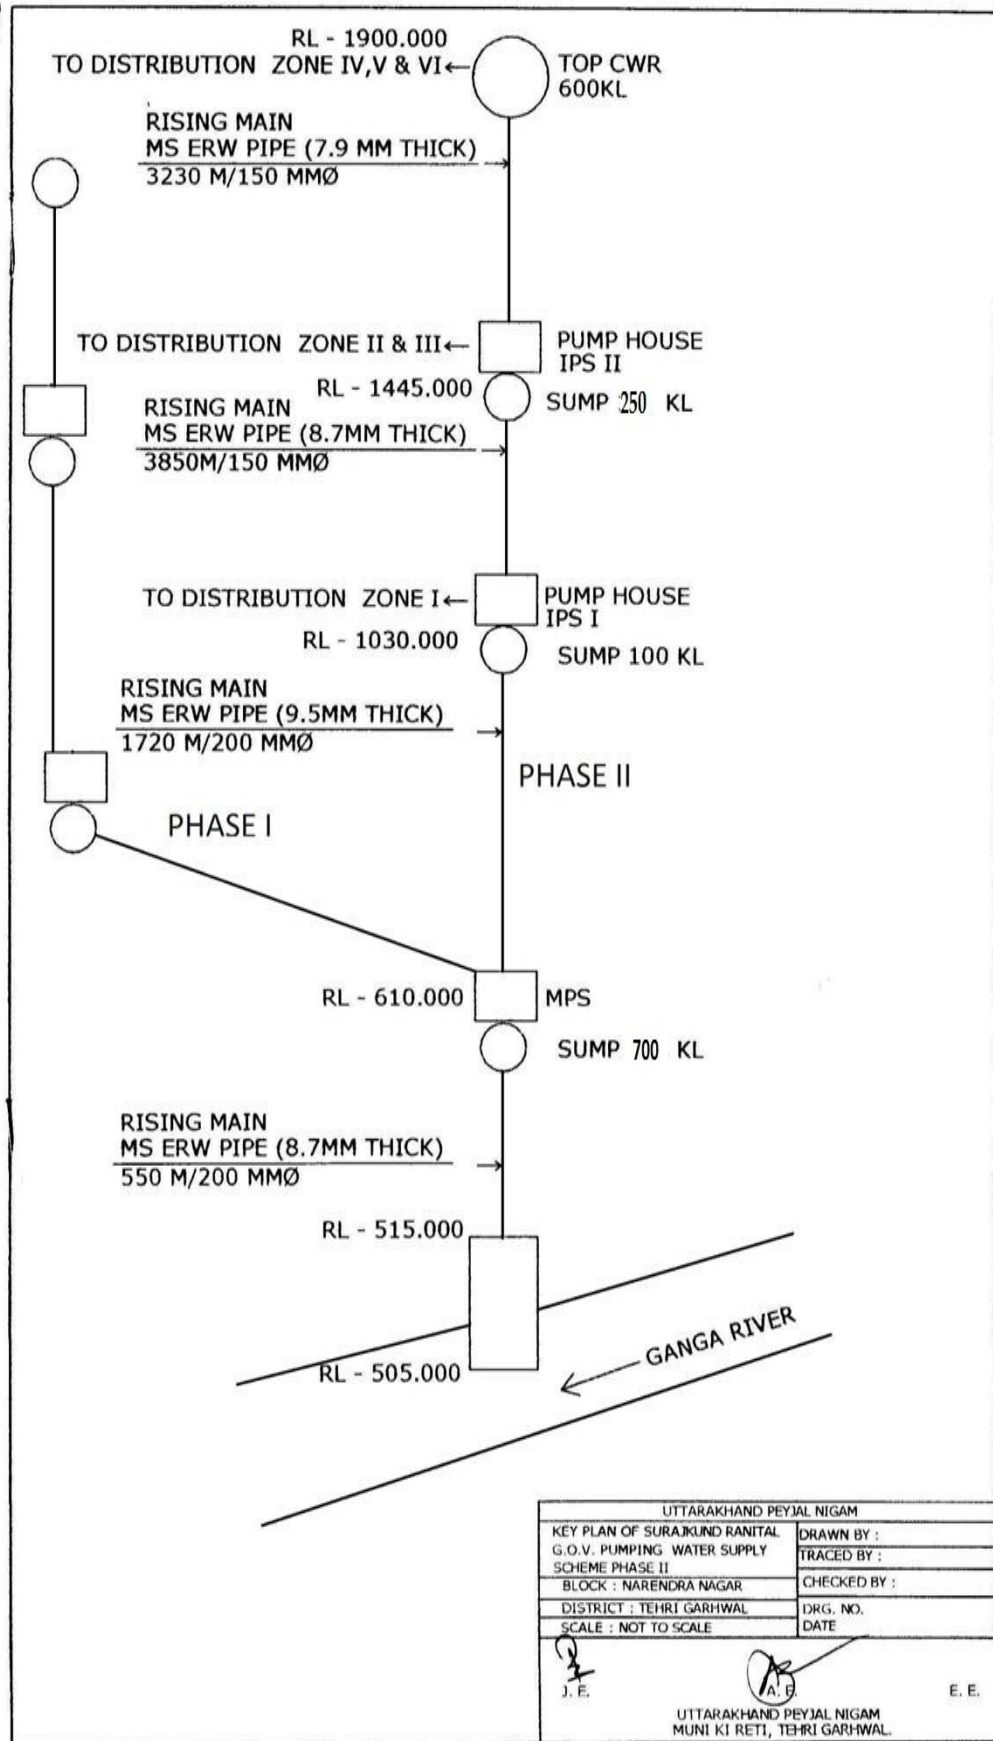 RL - 1900.000
TO DISTRIBUTION ZONE IV,V & VI←
TOP CWR
600KL
RISING MAIN
MS ERW PIPE (7.9 MM THICK)
3230 M/150 MMØ
TO DISTRIBUTION ZONE II & III←
PUMP HOUSE
IPS II
RL - 1445.000
SUMP 250 KL
RISING MAIN
MS ERW PIPE (8.7MM THICK)
3850M/150 MMØ
TO DISTRIBUTION ZONE I←
PUMP HOUSE
IPS I
RL - 1030.000
SUMP 100 KL
RISING MAIN
MS ERW PIPE (9.5MM THICK)
1720 M/200 MMØ
PHASE II
PHASE I
RL - 610.000
MPS
SUMP 700 KL
RISING MAIN
MS ERW PIPE (8.7MM THICK)
550 M/200 MMØ
RL - 515.000
GANGA RIVER
RL - 505.000
UTTARAKHAND PEYJAL NIGAM
KEY PLAN OF SURAJKUND RANITAL
G.O.V. PUMPING WATER SUPPLY
SCHEME PHASE II
BLOCK : NARENDRA NAGAR
DISTRICT : TEHRI GARHWAL
SCALE : NOT TO SCALE
DRAWN BY :
TRACED BY :
CHECKED BY :
DRG. NO.
DATE
J. E.
A. E.
E. E.
UTTARAKHAND PEYJAL NIGAM
MUNI KI RETI, TEHRI GARHWAL.